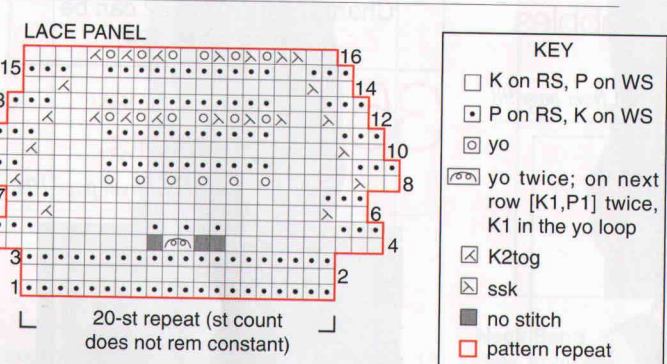 LACE PANEL
16
15
14
3
12
10
8
7
6
4
3
2
1
20-st repeat (st count
does not rem constant)
KEY
K on RS, P on WS
P on RS, K on WS
yo
yo twice; on next
row [K1,P1] twice,
K1 in the yo loop
K2tog
ssk
no stitch
pattern repeat